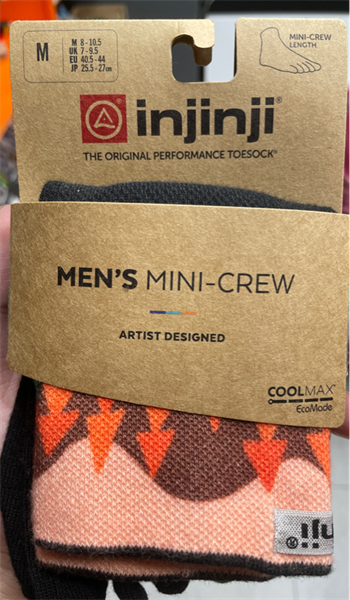 M
M 8 - 10.5
UK 7 - 9.5
EU 40.5 - 44
JP 25.5 - 27cm
MINI-CREW
LENGTH
injinji®
THE ORIGINAL PERFORMANCE TOESOCK®
MEN'S MINI-CREW
ARTIST DESIGNED
COOLMAX®
EcoMade
inji®